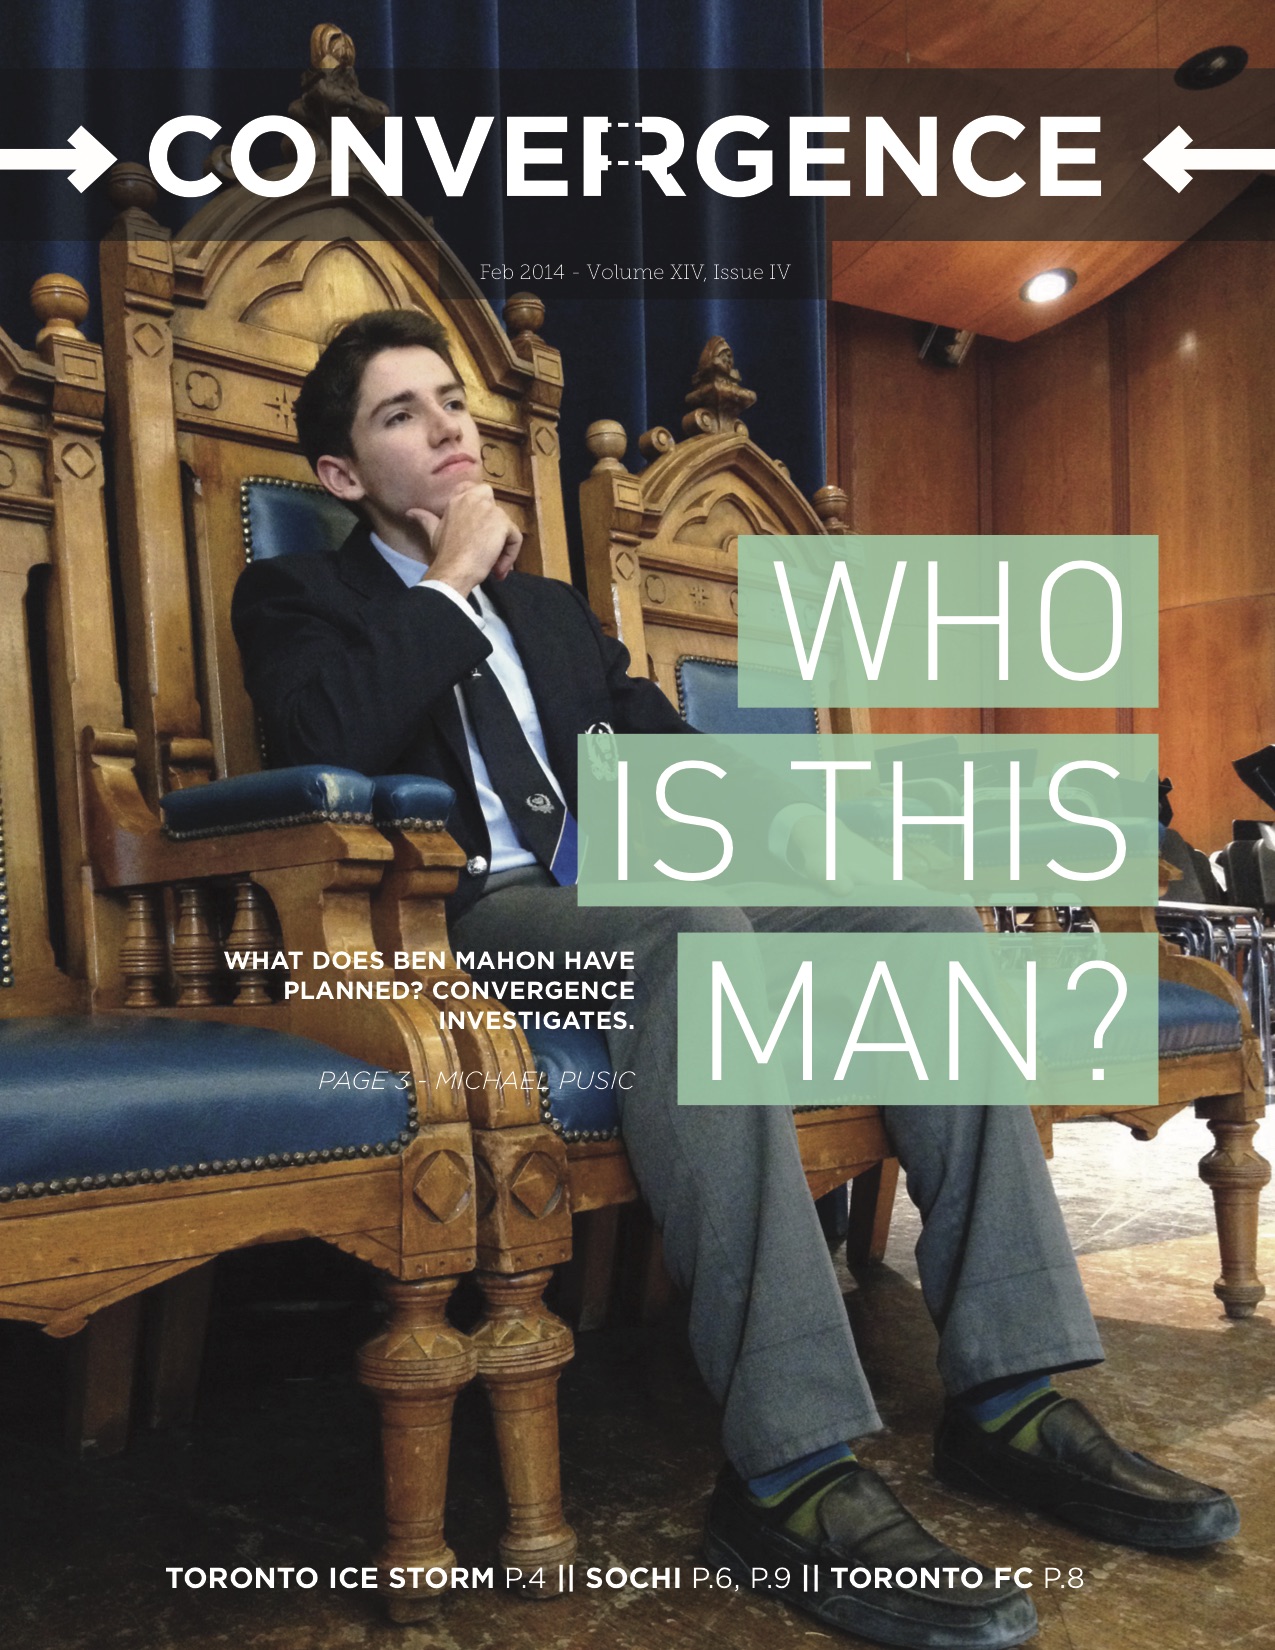 CONVERGENCE
Feb 2014 - Volume XIV, Issue IV
WHO
IS THIS
MAN?
WHAT DOES BEN MAHON HAVE
PLANNED? CONVERGENCE
INVESTIGATES.
PAGE 3 - MICHAEL PUSIC
TORONTO ICE STORM P.4 || SOCHI P.6, P.9 || TORONTO FC P.8